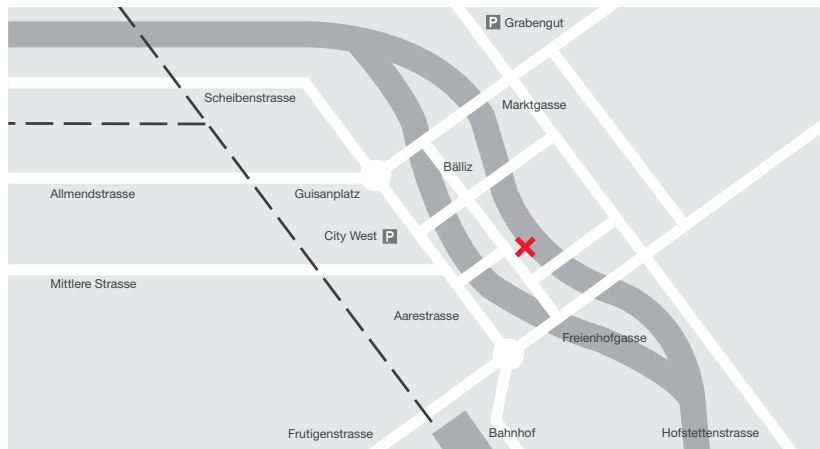 P Grabengut
Scheibenstrasse
Marktgasse
Bälliz
Allmendstrasse
Guisanplatz
City West P
Mittlere Strasse
Aarestrasse
Freienhofgasse
Frutigenstrasse
Bahnhof
Hofstettenstrasse